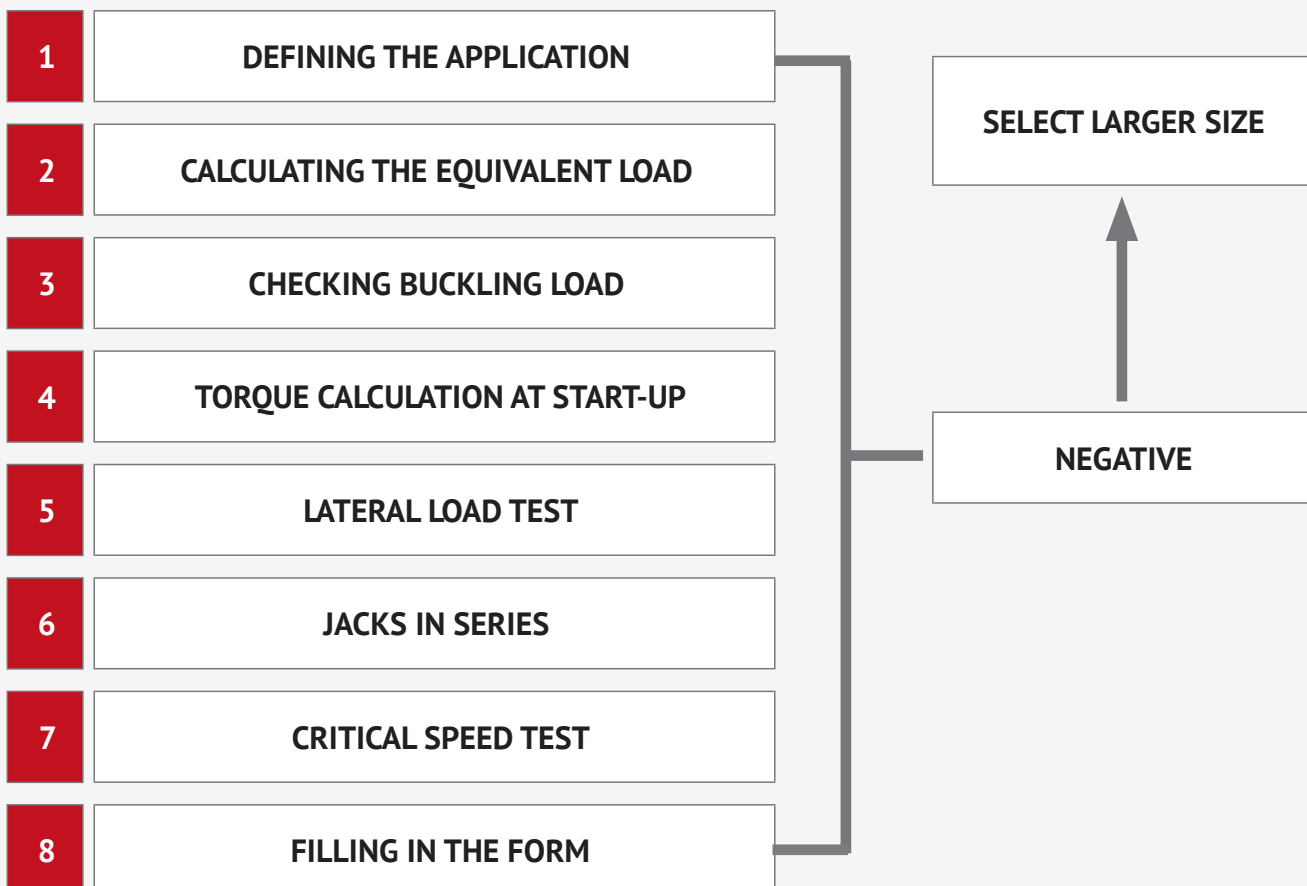 1 DEFINING THE APPLICATION
2 CALCULATING THE EQUIVALENT LOAD
3 CHECKING BUCKLING LOAD
4 TORQUE CALCULATION AT START-UP
5 LATERAL LOAD TEST
6 JACKS IN SERIES
7 CRITICAL SPEED TEST
8 FILLING IN THE FORM
SELECT LARGER SIZE
NEGATIVE